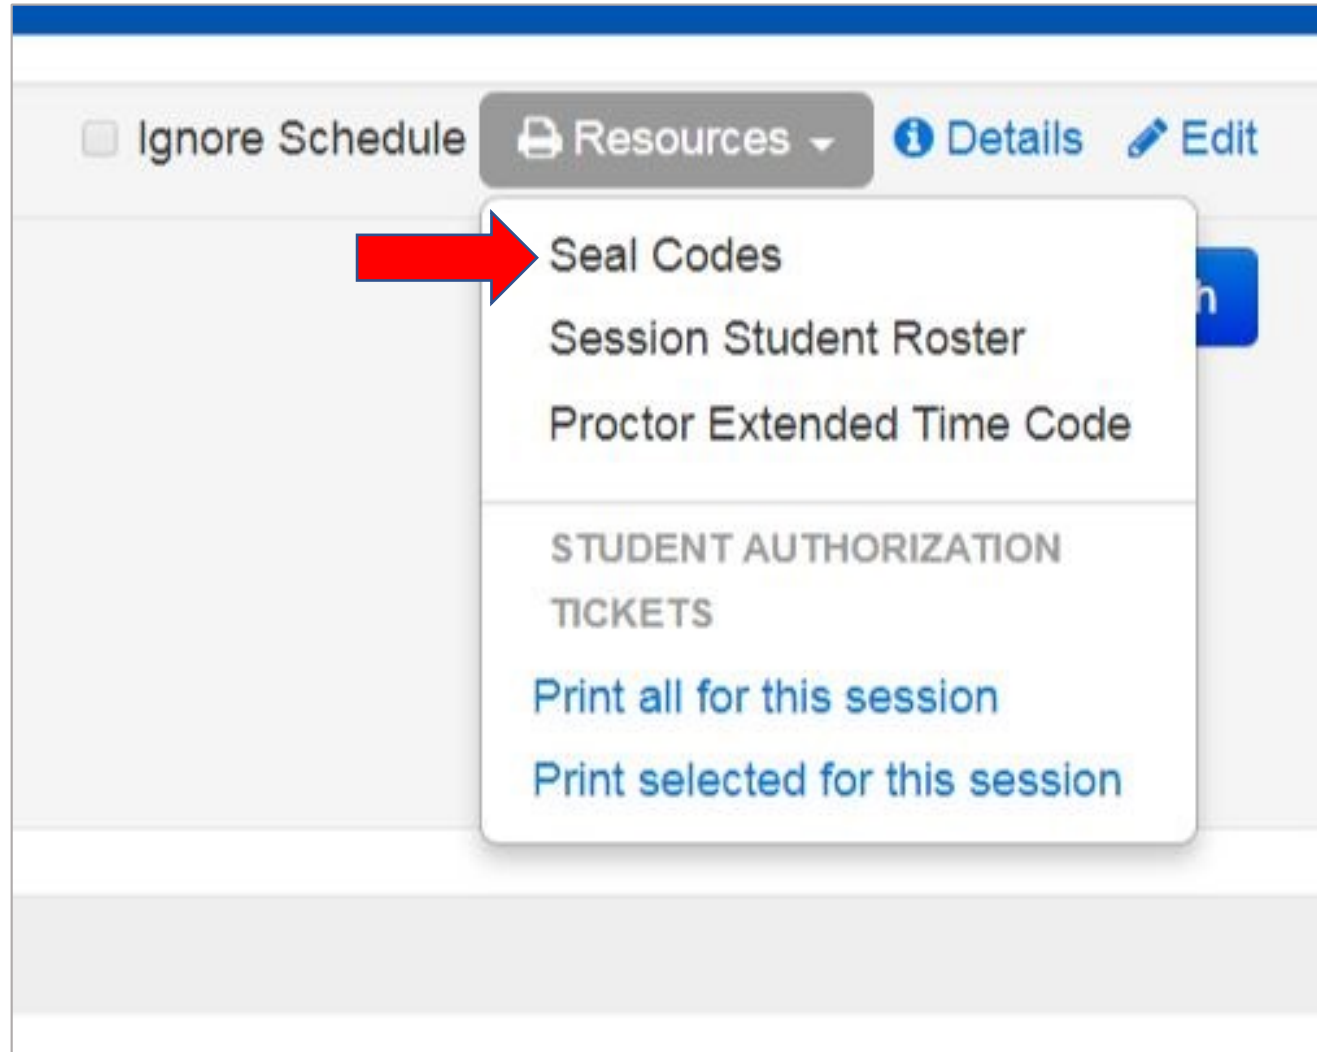 Ignore Schedule Resources Details Edit
Seal Codes
h
Session Student Roster
Proctor Extended Time Code
STUDENT AUTHORIZATION
TICKETS
Print all for this session
Print selected for this session